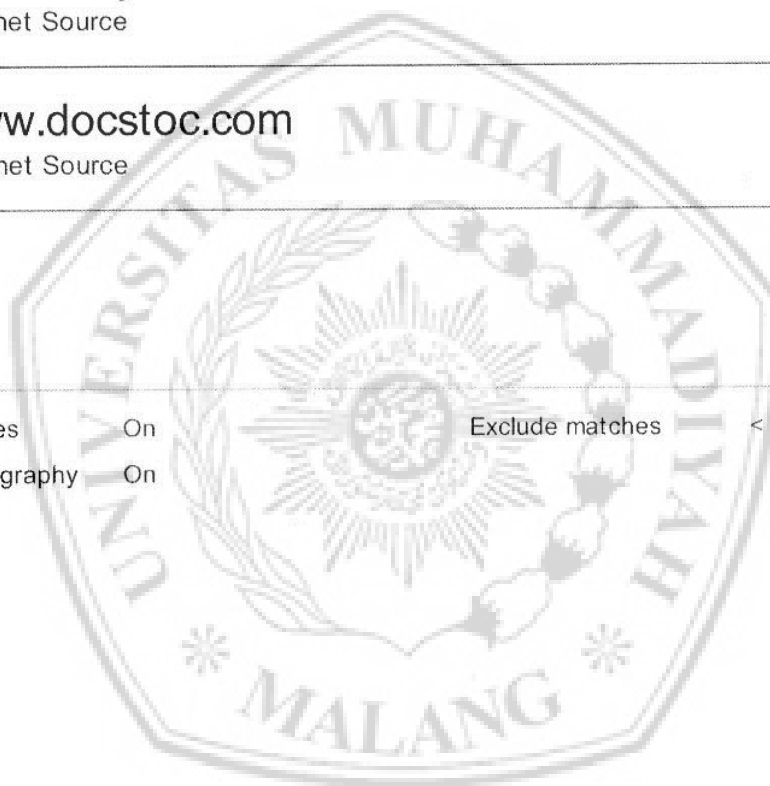 net Source
w.docstoc.com
net Source
es On Exclude matches <
graphy On
UNIVERSITAS MUHAMMADIYAH
MALANG